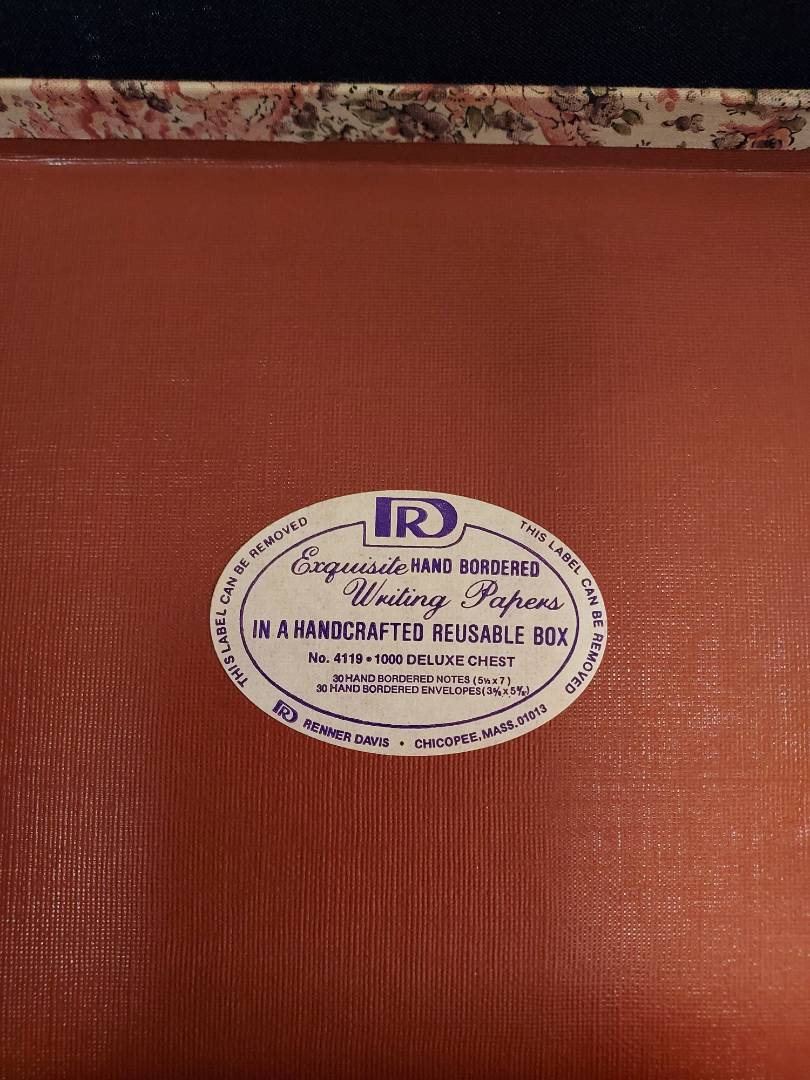 RD
THIS LABEL CAN BE REMOVED
THIS LABEL CAN BE REMOVED
Exquisite HAND BORDERED
Writing Papers
IN A HANDCRAFTED REUSABLE BOX
No. 4119 • 1000 DELUXE CHEST
30 HAND BORDERED NOTES (5½ x 7)
30 HAND BORDERED ENVELOPES
RD RENNER DAVIS • CHICOPEE, MASS. 01013